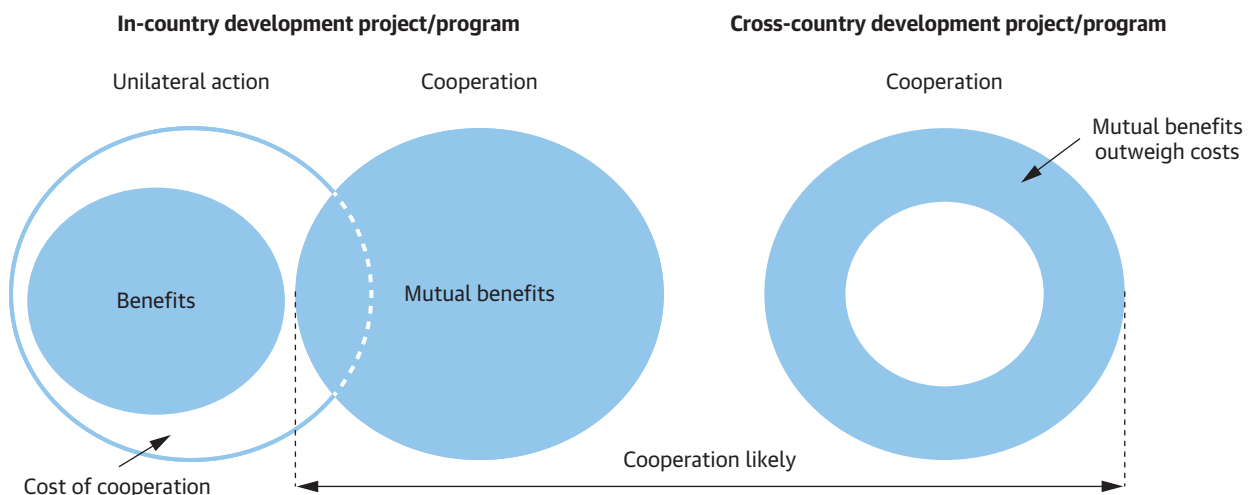 In-country development project/program
Cross-country development project/program
Unilateral action
Cooperation
Cooperation
Mutual benefits
outweigh costs
Benefits
Mutual benefits
Cooperation likely
Cost of cooperation